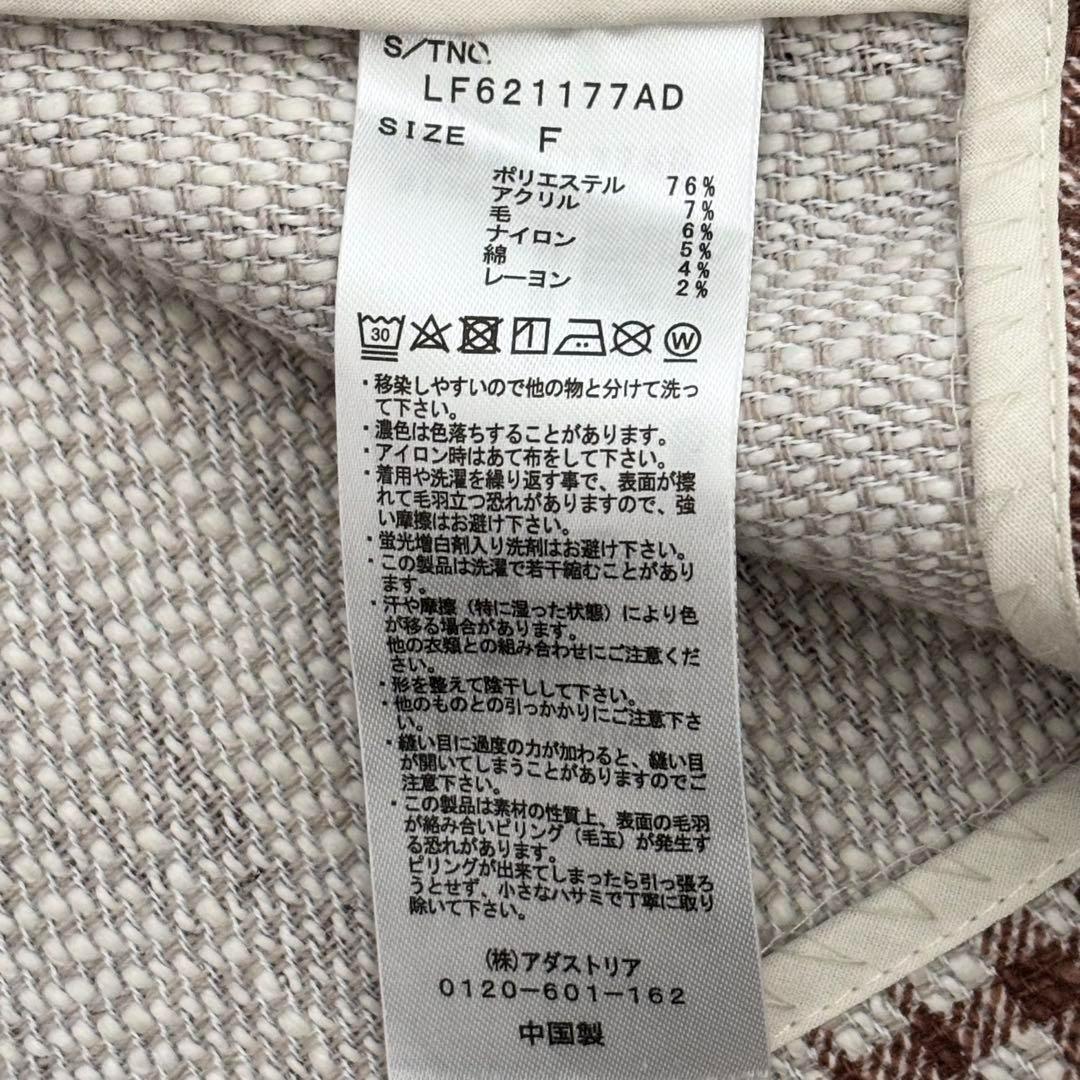 S/TNO.
LF621177AD
SIZE F
ポリエステル 76%
アクリル 7%
毛 6%
ナイロン 5%
綿 4%
レーヨン 2%
30 1 W
・移染しやすいので他の物と分けて洗っ
て下さい。
・濃色は色落ちすることがあります。
・アイロン時はあて布をして下さい。
・着用や洗濯を繰り返す事で、表面が擦
れて毛羽立つ恐れがありますので、強
い摩擦はお避け下さい。
・蛍光増白剤入り洗剤はお避け下さい。
・この製品は洗濯で若干縮むことがあり
ます。
・汗や摩擦（特に湿った状態）により色
が移る場合があります。
他の衣類との組み合わせにご注意くだ
さい。
・形を整えて陰干しして下さい。
・他のものとの引っかかりにご注意下さ
い。
・縫い目に過度の力が加わると、縫い目
が開いてしまうことがありますのでご
注意下さい。
・この製品は素材の性質上、表面の毛羽
が絡み合いピリング（毛玉）が発生す
る恐れがあります。
ピリングが出来てしまったら引っ張ろ
うとせず、小さなハサミで丁寧に取り
除いて下さい。
(株)アダストリア
0120-601-162
中国製